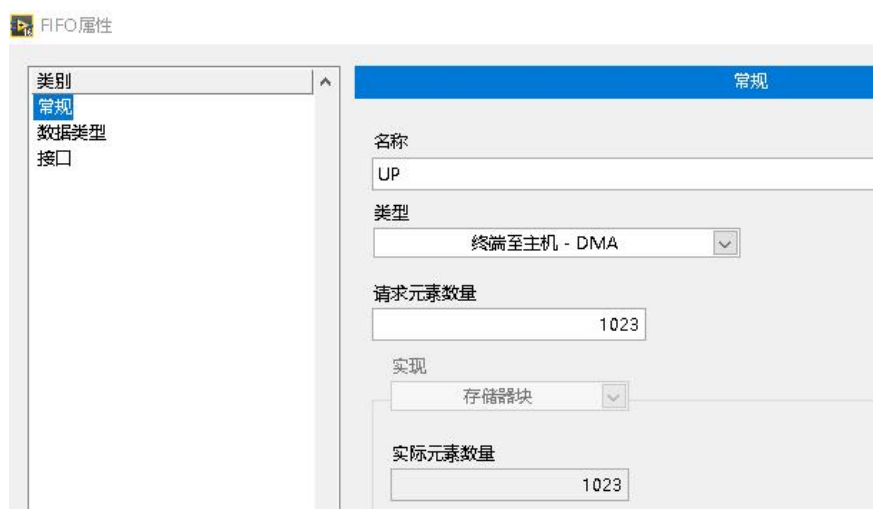 FIFO属性
类别
常规
数据类型
接口
常规
名称
UP
类型
终端至主机 - DMA
请求元素数量
1023
实现
存储器块
实际元素数量
1023